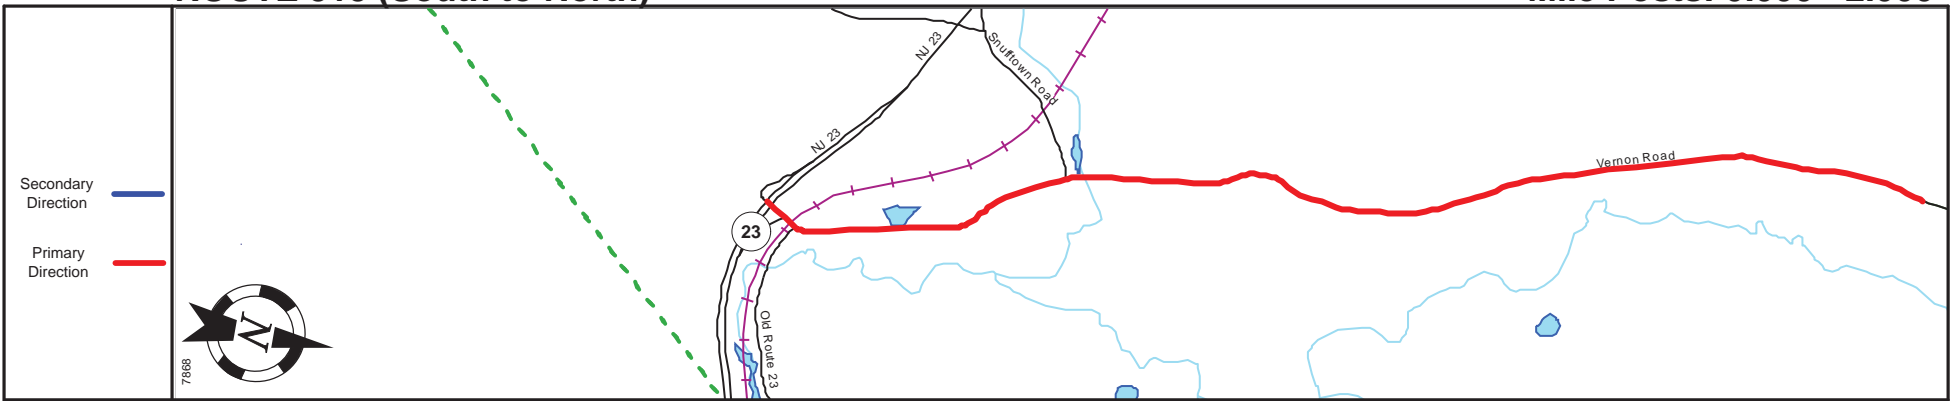 Secondary
Direction
Primary
Direction
NJ 23
Snufftown Road
NJ 23
Vernon Road
23
Old Route 23
N
7868